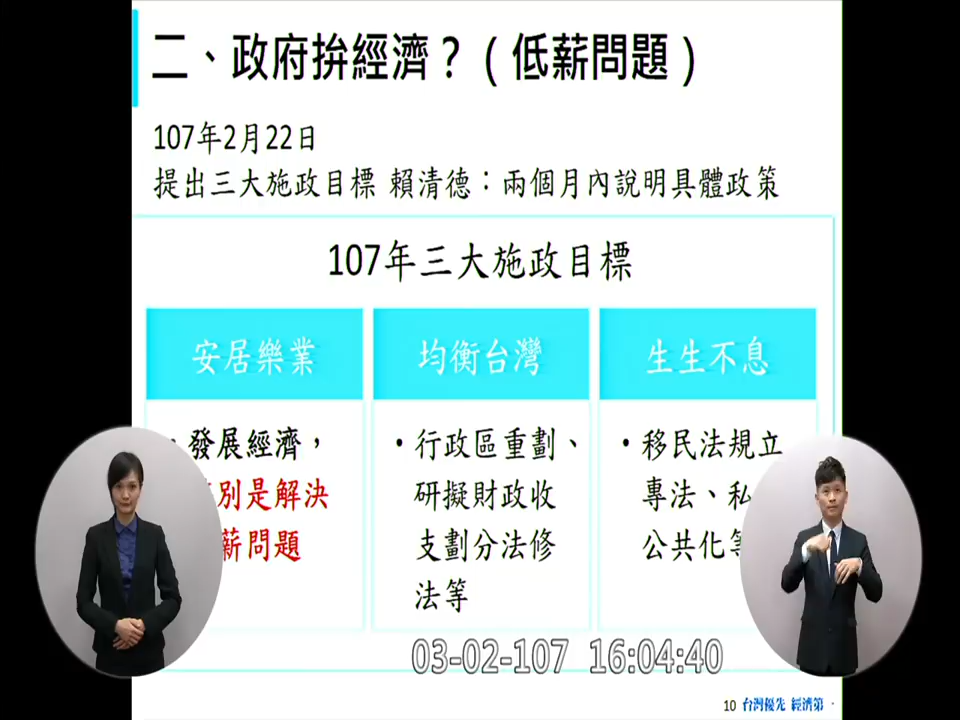 二、政府拚經濟？（低薪問題）
107年2月22日
提出三大施政目標 賴清德：兩個月內說明具體政策
107年三大施政目標
安居樂業
均衡台灣
生生不息
發展經濟，
別是解決
薪問題
•行政區重劃、
研擬財政收
支劃分法修
法等
•移民法規立
專法、私
公共化等
03-02-107 16:04:40
10 台灣優先 經濟第一